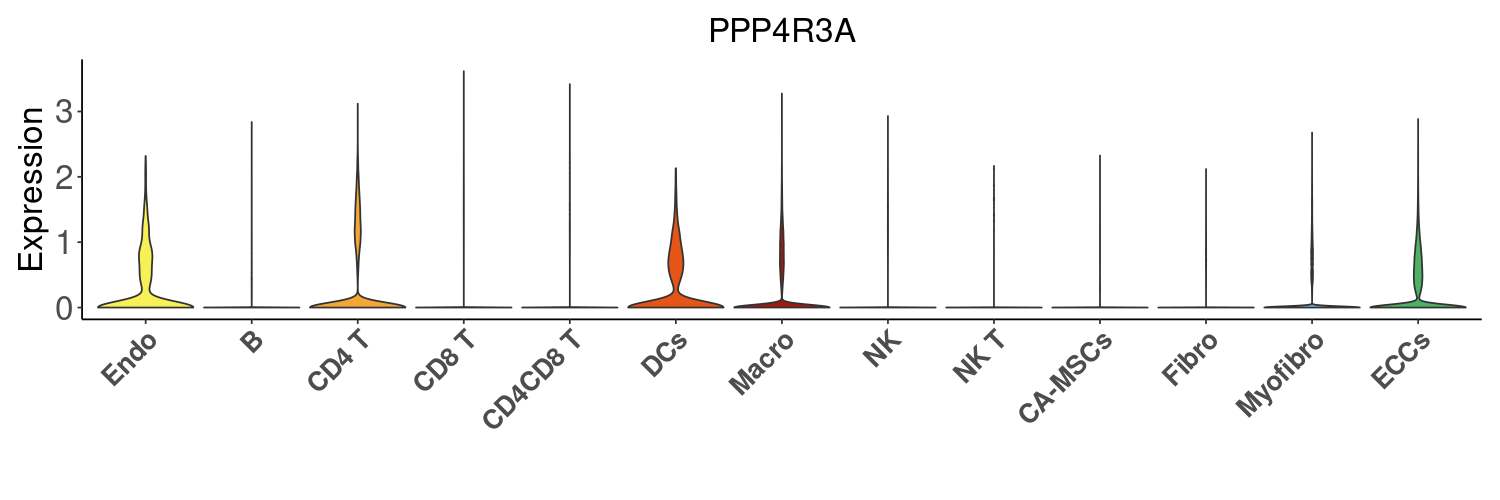 PPP4R3A
Expression
3
2
1
0
Endo
B
CD4 T
CD8 T
CD4CD8 T
DCs
Macro
NK
NK T
CA-MSCs
Fibro
Myofibro
ECCs